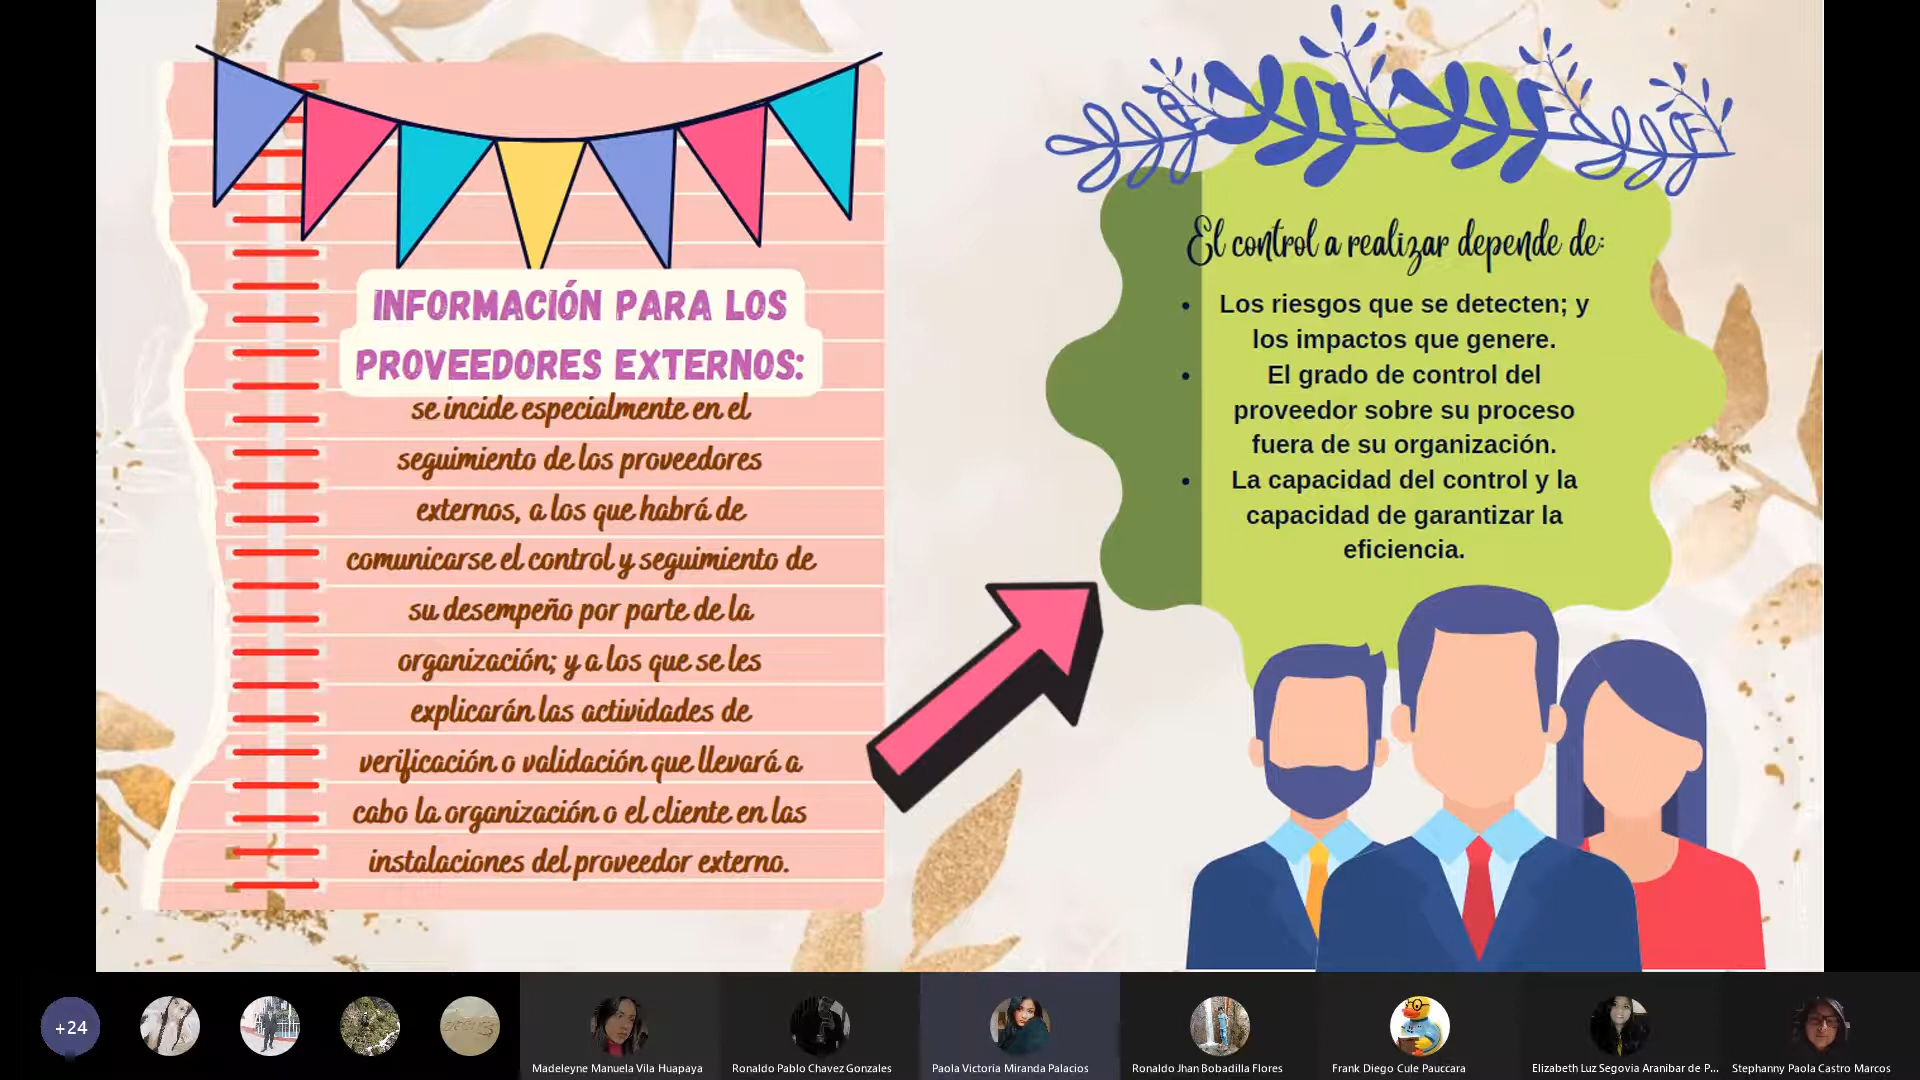 INFORMACIÓN PARA LOS
PROVEEDORES EXTERNOS:
se incide especialmente en el
seguimiento de los proveedores
externos, a los que habrá de
comunicarse el control y seguimiento de
su desempeño por parte de la
organización; y a los que se les
explicarán las actividades de
verificación o validación que llevará a
cabo la organización o el cliente en las
instalaciones del proveedor externo.
El control a realizar depende de:
• Los riesgos que se detecten; y
los impactos que genere.
• El grado de control del
proveedor sobre su proceso
fuera de su organización.
• La capacidad del control y la
capacidad de garantizar la
eficiencia.
+24
Madeleyne Manuela Vila Huapaya
Ronaldo Pablo Chavez Gonzales
Paola Victoria Miranda Palacios
Ronaldo Jhan Bobadilla Flores
Frank Diego Cule Pauccara
Elizabeth Luz Segovia Aranibar de P...
Stephanny Paola Castro Marcos